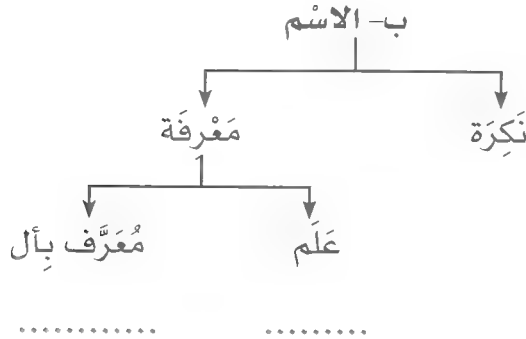 ب- الاسْم
نَكِرَة مَعْرِفَة
عَلَم مُعَرَّف بِأل
......... ............